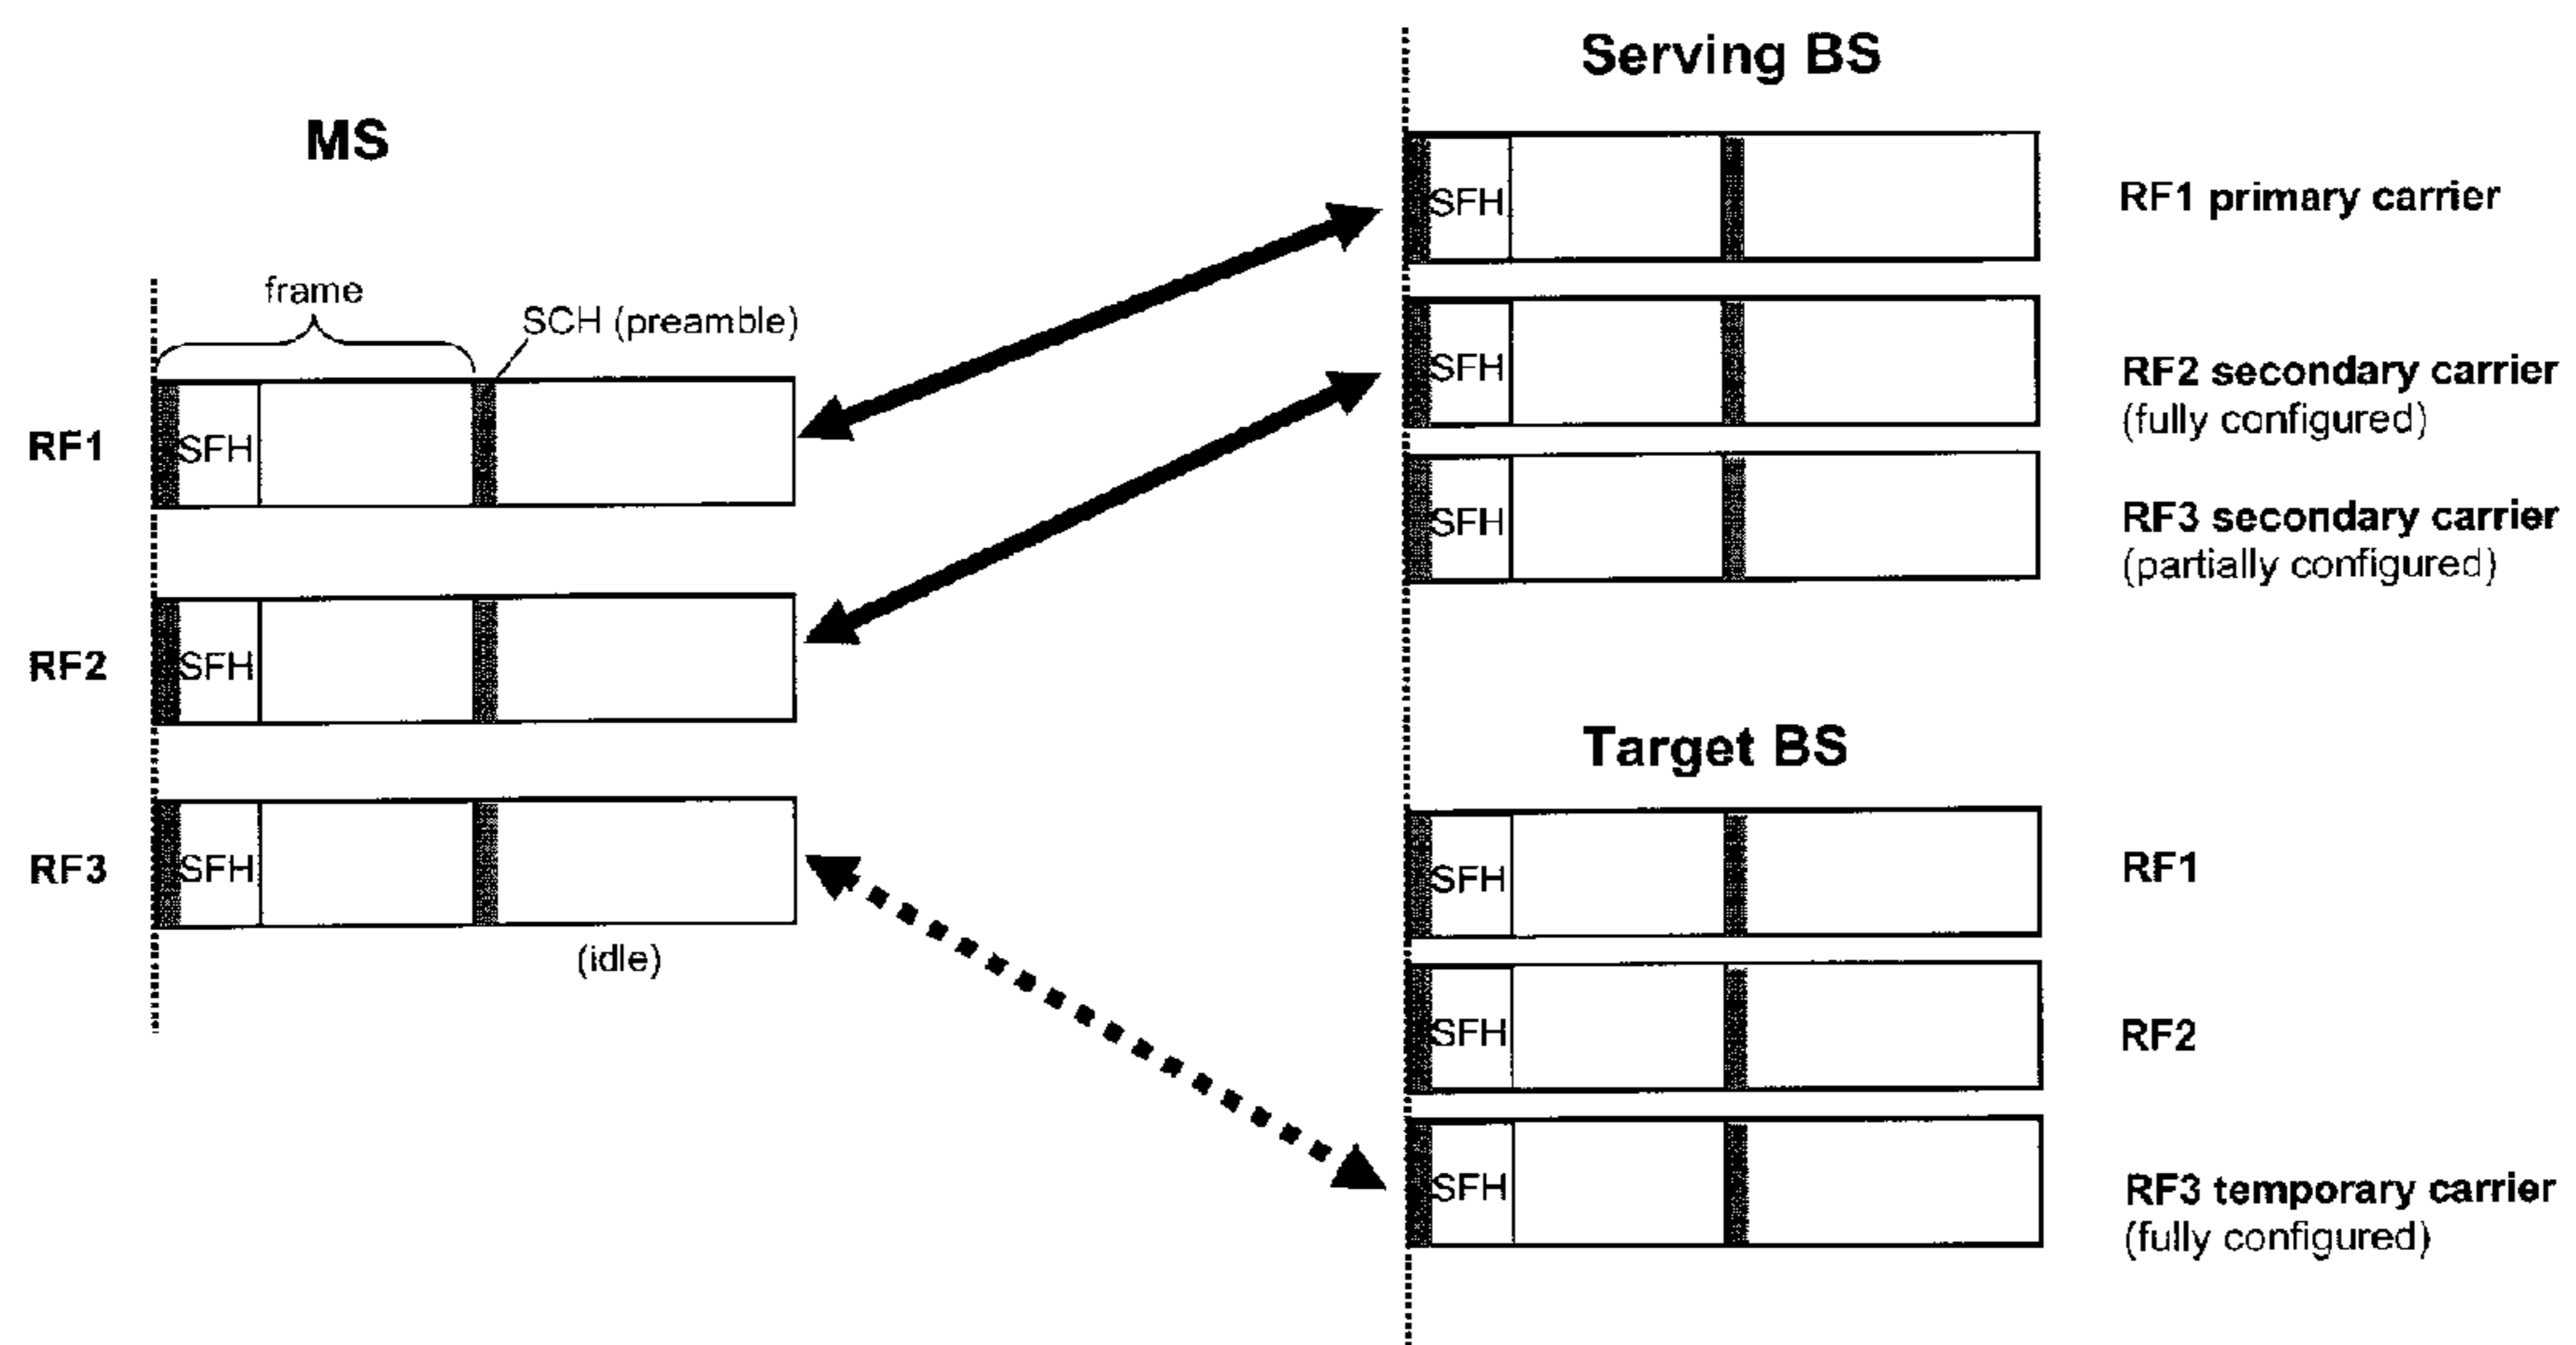 MS
frame
SCH (preamble)
RF1
SFH
RF2
SFH
RF3
SFH
(idle)
Serving BS
SFH
RF1 primary carrier
SFH
RF2 secondary carrier
(fully configured)
SFH
RF3 secondary carrier
(partially configured)
Target BS
SFH
RF1
SFH
RF2
SFH
RF3 temporary carrier
(fully configured)